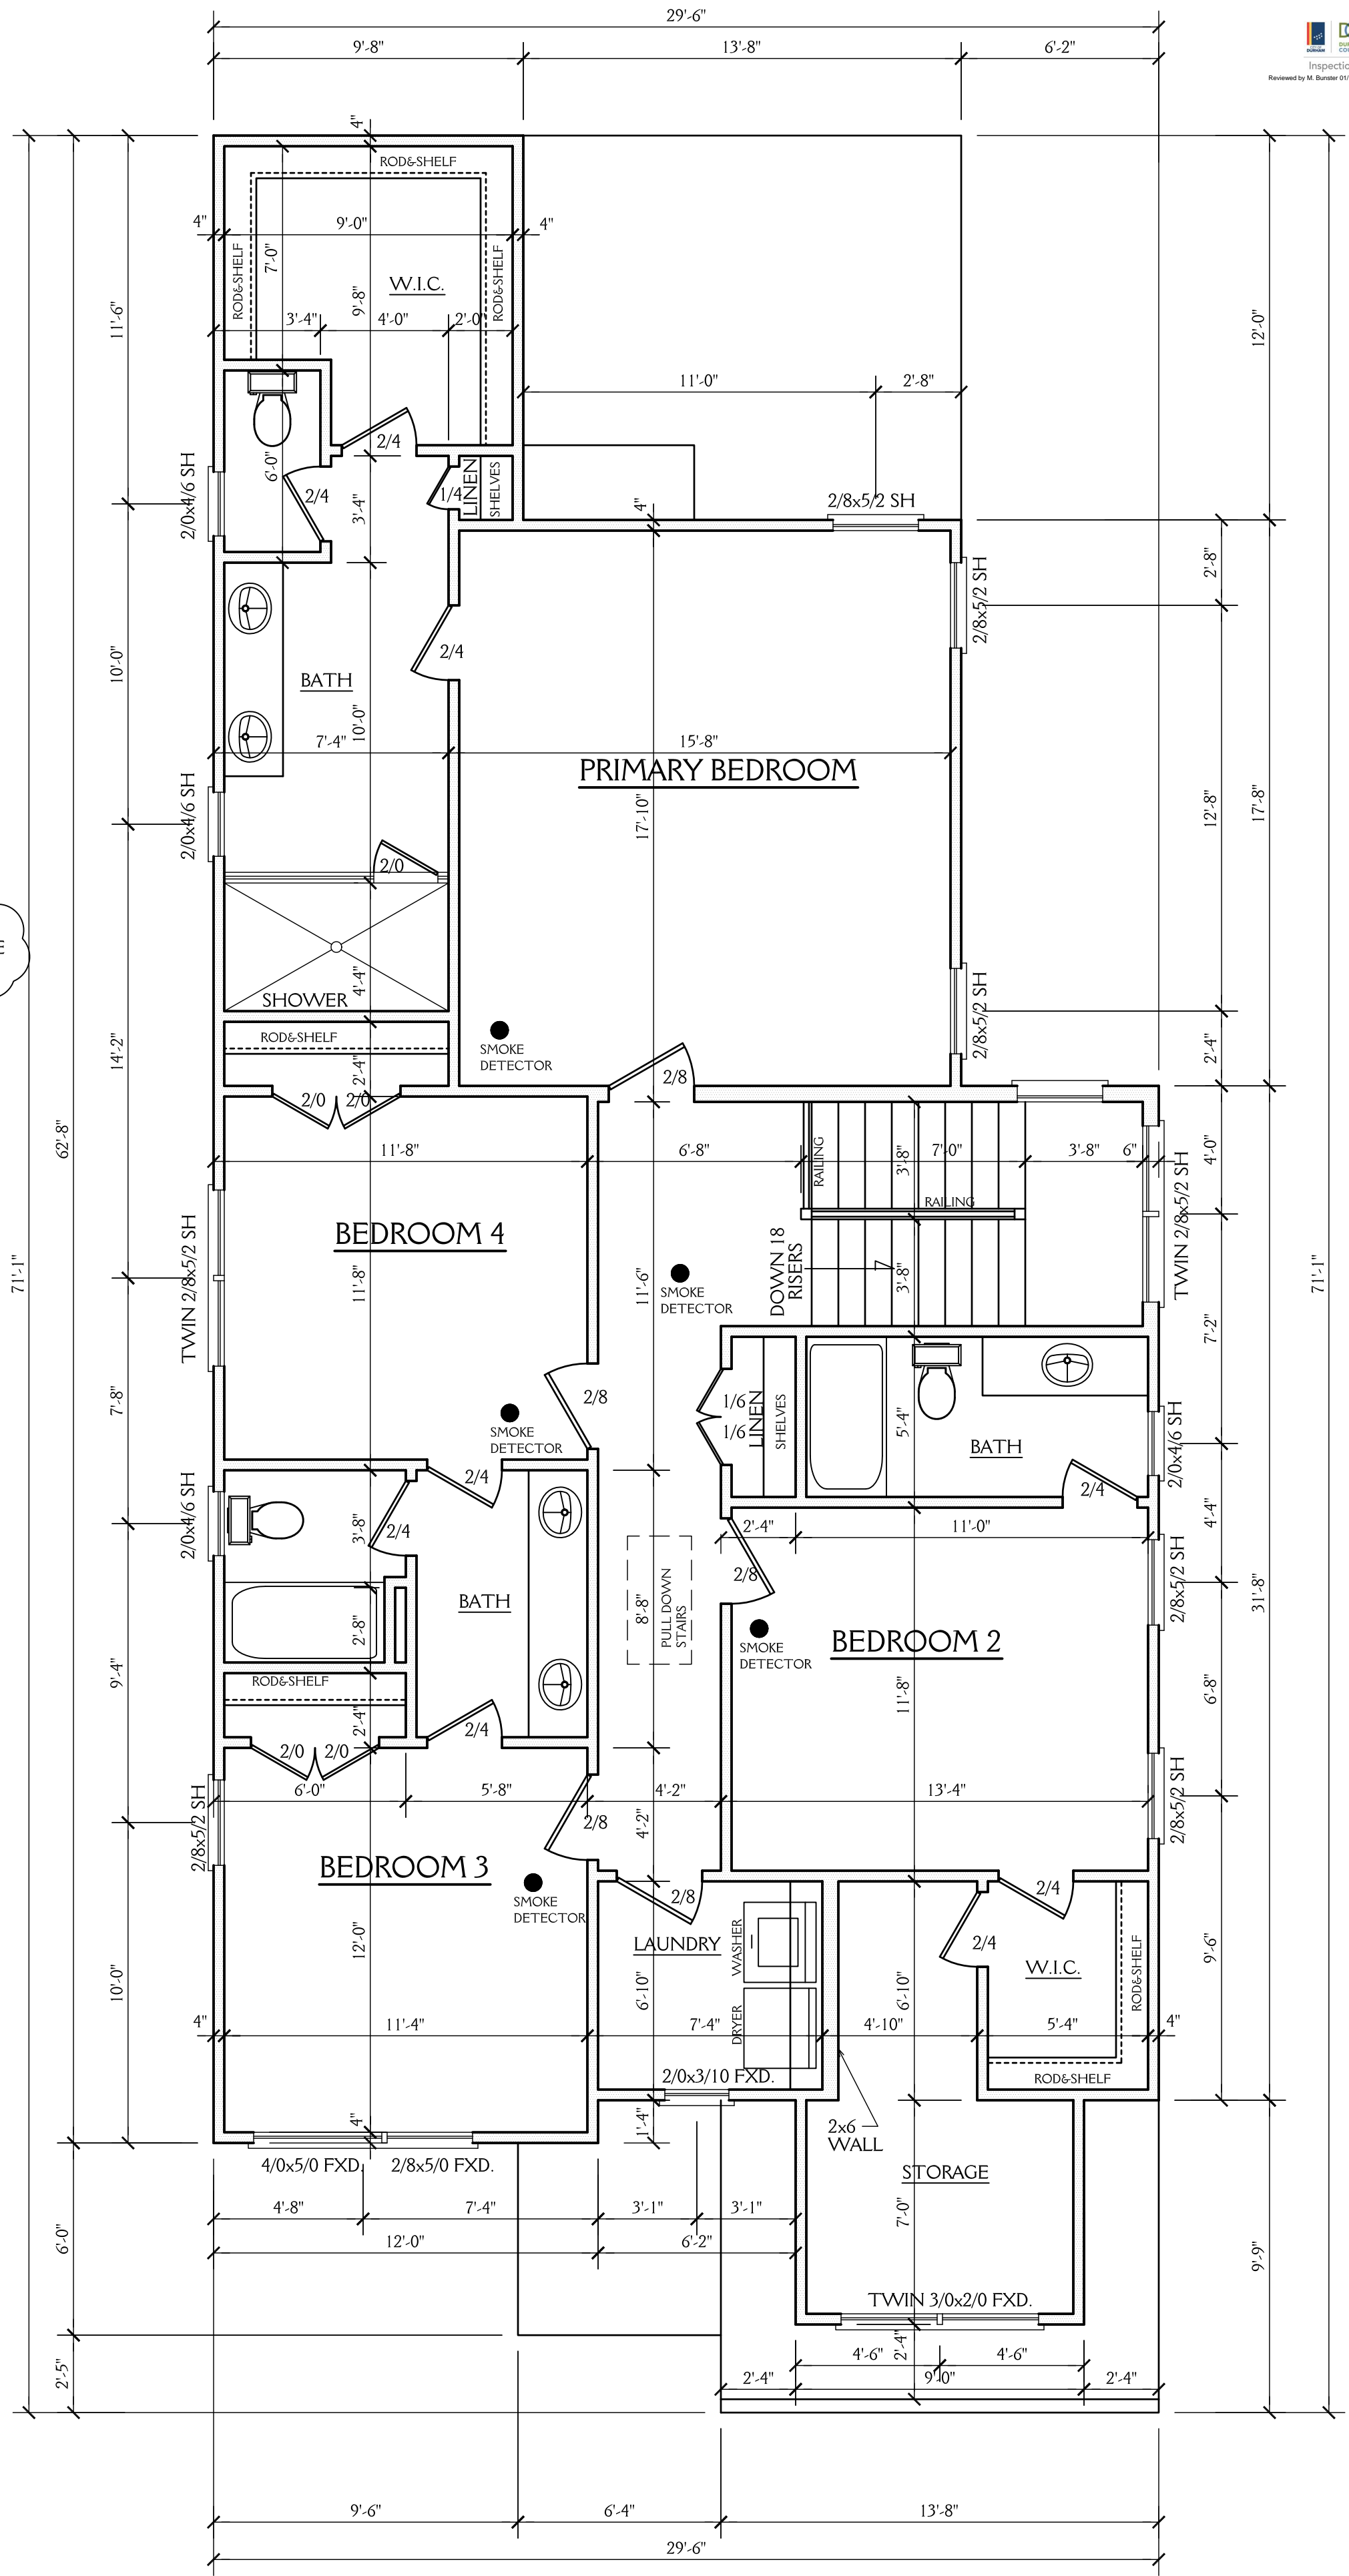 29'-6"
9'-8"
13'-8"
6'-2"
DURHAM
Inspectio
Reviewed by M. Bunster 01/
4"
ROD&SHELF
4"
9'-0"
4"
ROD&SHELF
7'-0"
ROD&SHELF
W.I.C.
9'-8"
11'-6"
12'-0"
3'-4"
4'-0"
2'-0"
11'-0"
2'-8"
2/4
6'-0"
2/4
2/0x4/6 SH
3'-4"
1/4
LINEN
SHELVES
4"
2/8x5/2 SH
2'-8"
2/8x5/2 SH
2/4
10'-0"
BATH
10'-0"
7'-4"
15'-8"
PRIMARY BEDROOM
17'-10"
2/0x4/6 SH
12'-8"
17'-8"
2/0
4'-4"
SHOWER
2/8x5/2 SH
SMOKE
DETECTOR
14'-2"
ROD&SHELF
2'-4"
2'-4"
2/8
2/0
2/0
62'-8"
11'-8"
6'-8"
RAILING
3'-8"
7'-0"
3'-8"
6"
4'-0"
TWIN 2/8x5/2 SH
RAILING
BEDROOM 4
11'-8"
TWIN 2/8x5/2 SH
71'-1"
71'-1"
SMOKE
DETECTOR
11'-6"
DOWN 18
RISERS
7
3'-8"
7'-2"
7'-8"
2/8
1/6
1/6
LINEN
SHELVES
5'-4"
BATH
2/0x4/6 SH
SMOKE
DETECTOR
2/4
2/4
2/0x4/6 SH
3'-8"
2/4
4'-4"
2'-4"
11'-0"
2/8x5/2 SH
2/8
BATH
8'-8"
PULL DOWN
STAIRS
31'-8"
2'-8"
SMOKE
DETECTOR
BEDROOM 2
11'-8"
6'-8"
9'-4"
ROD&SHELF
2'-4"
2/4
2/0
2/0
6'-0"
5'-8"
4'-2"
13'-4"
2/8x5/2 SH
2/8x5/2 SH
2/8
4'-2"
BEDROOM 3
SMOKE
DETECTOR
2/8
2/4
12'-0"
LAUNDRY
WASHER
2/4
W.I.C.
ROD&SHELF
9'-6"
10'-0"
6'-10"
6'-10"
4"
11'-4"
7'-4"
DRYER
4'-10"
5'-4"
4"
2/0x3/10 FXD.
ROD&SHELF
4"
1'-4"
2x6
WALL
4/0x5/0 FXD.
2/8x5/0 FXD.
STORAGE
4'-8"
7'-4"
3'-1"
3'-1"
7'-0"
6'-0"
12'-0"
6'-2"
9'-9"
TWIN 3/0x2/0 FXD.
2'-4"
4'-6"
4'-6"
2'-5"
2'-4"
9'-0"
2'-4"
9'-6"
6'-4"
13'-8"
29'-6"